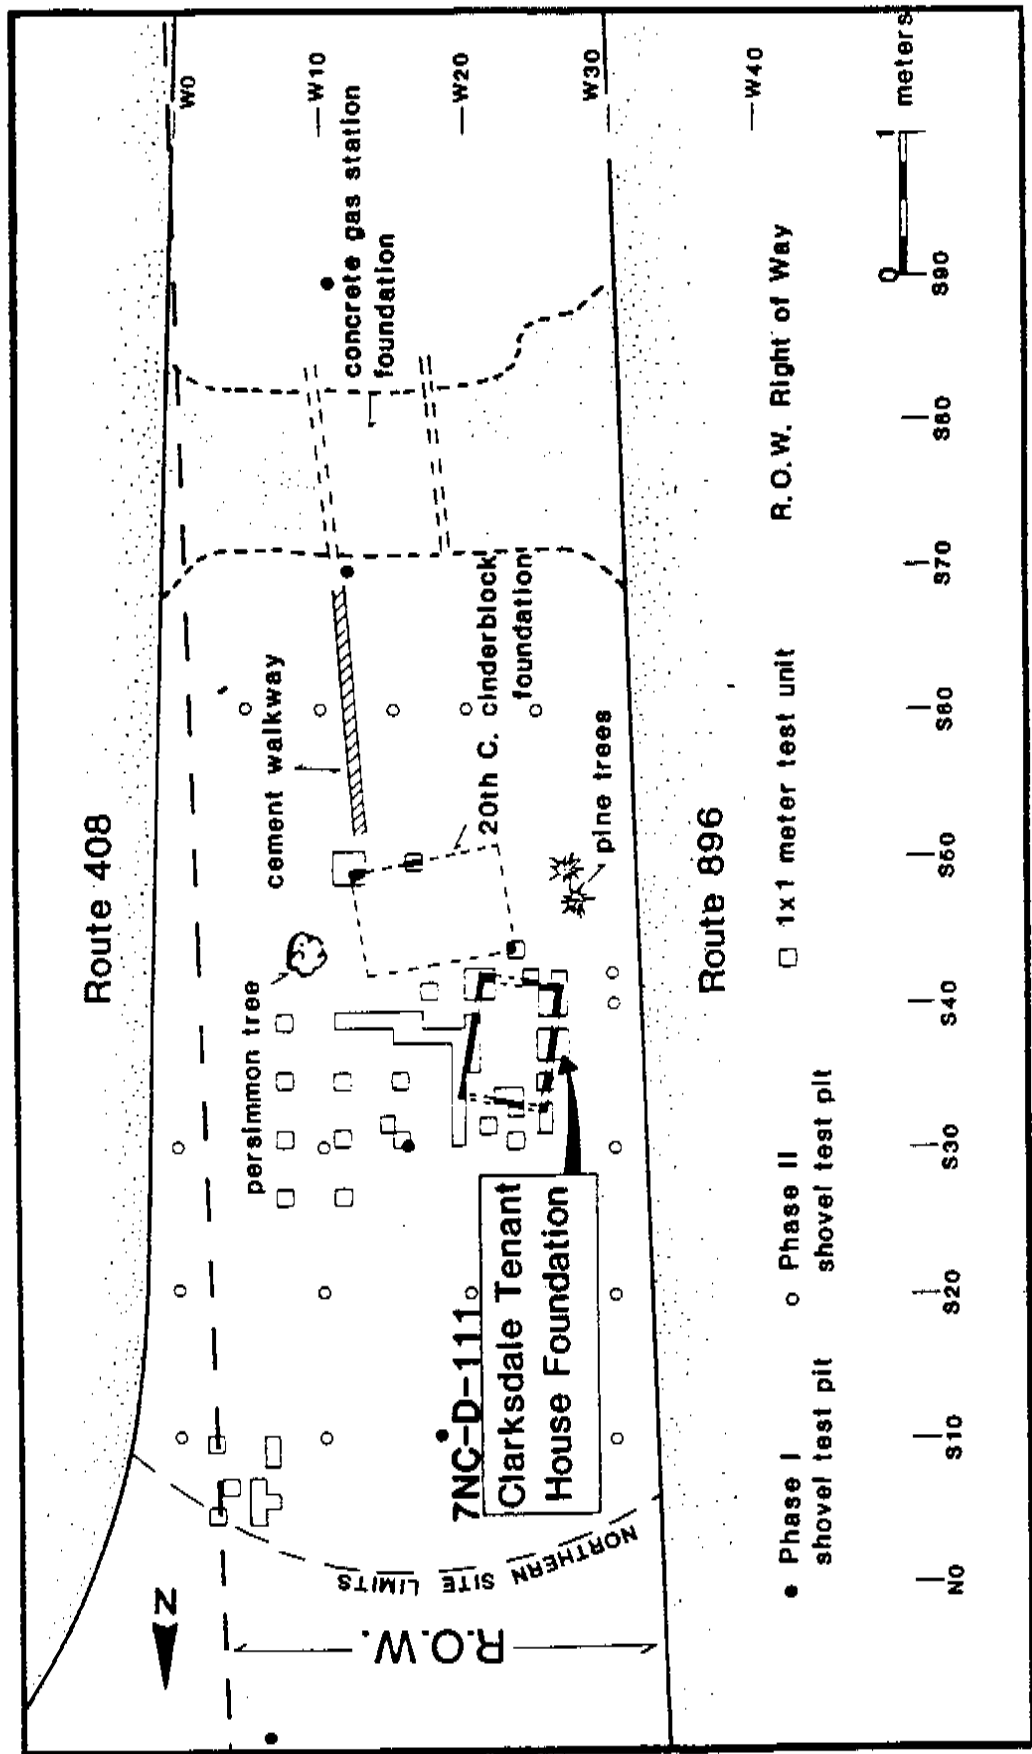 Route 408
W0
W10
W20
W30
W40
persimmon tree
cement walkway
concrete gas station
foundation
20th C. cinderblock
foundation
pine trees
7NC-D-111
Clarksdale Tenant
House Foundation
NORTHERN SITE LIMITS
R.O.W.
N
Route 896
● Phase I
shovel test pit
○ Phase II
shovel test pit
□ 1x1 meter test unit
R.O.W. Right of Way
0 1
meters
N0
S10
S20
S30
S40
S50
S60
S70
S80
S90